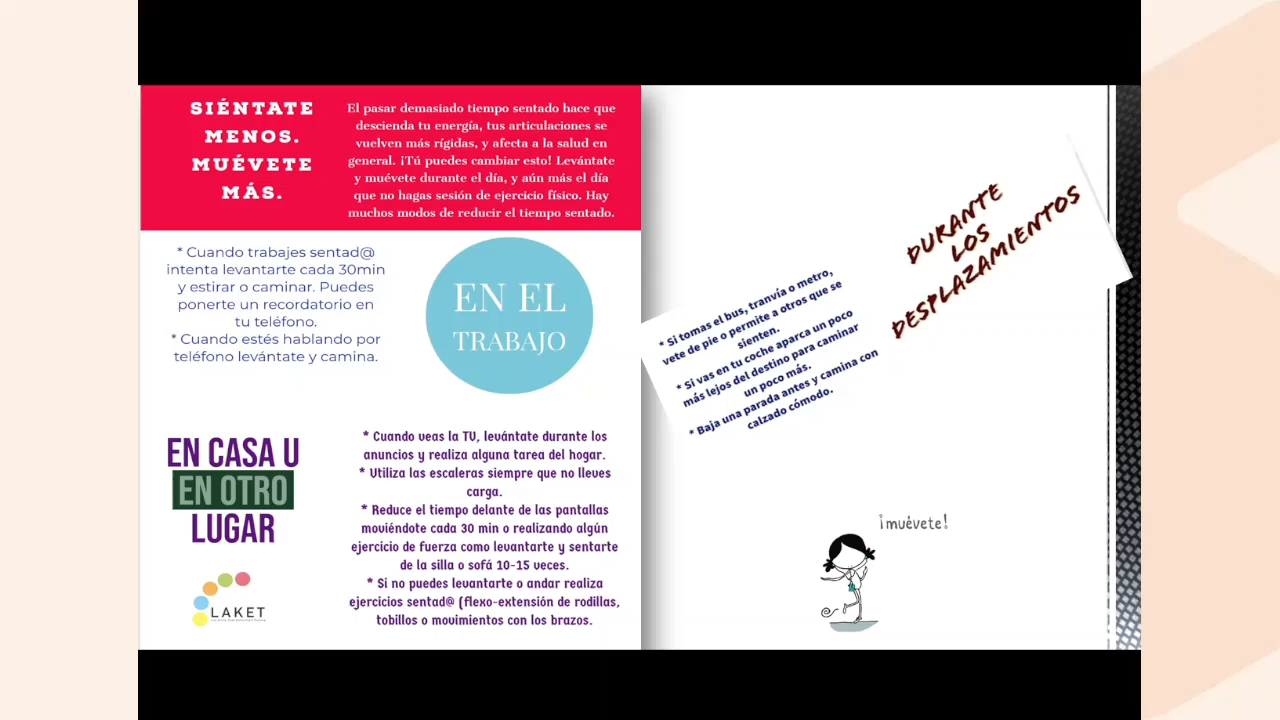 SIÉNTATE
MENOS.
MUÉVETE
MÁS.
El pasar demasiado tiempo sentado hace que
descienda tu energía, tus articulaciones se
vuelven más rígidas, y afecta a la salud en
general. ¡Tú puedes cambiar esto! Levántate
y muévete durante el día, y aún más el día
que no hagas sesión de ejercicio físico. Hay
muchos modos de reducir el tiempo sentado.
* Cuando trabajes sentad@
intenta levantarte cada 30min
y estirar o caminar. Puedes
ponerte un recordatorio en
tu teléfono.
* Cuando estés hablando por
teléfono levántate y camina.
EN EL
TRABAJO
EN CASA U
EN OTRO
LUGAR
* Cuando veas la TV, levántate durante los
anuncios y realiza alguna tarea del hogar.
* Utiliza las escaleras siempre que no lleves
carga.
* Reduce el tiempo delante de las pantallas
moviéndote cada 30 min o realizando algún
ejercicio de fuerza como levantarte y sentarte
de la silla o sofá 10-15 veces.
* Si no puedes levantarte o andar realiza
ejercicios sentad@ (flexo-extensión de rodillas,
tobillos o movimientos con los brazos.
LAKET
DURANTE
LOS
DESPLAZAMIENTOS
* Si tomas el bus, tranvía o metro,
vete de pie o permite a otros que se
sienten.
* Si vas en tu coche aparca un poco
más lejos del destino para caminar
un poco más.
* Baja una parada antes y camina con
calzado cómodo.
¡muévete!